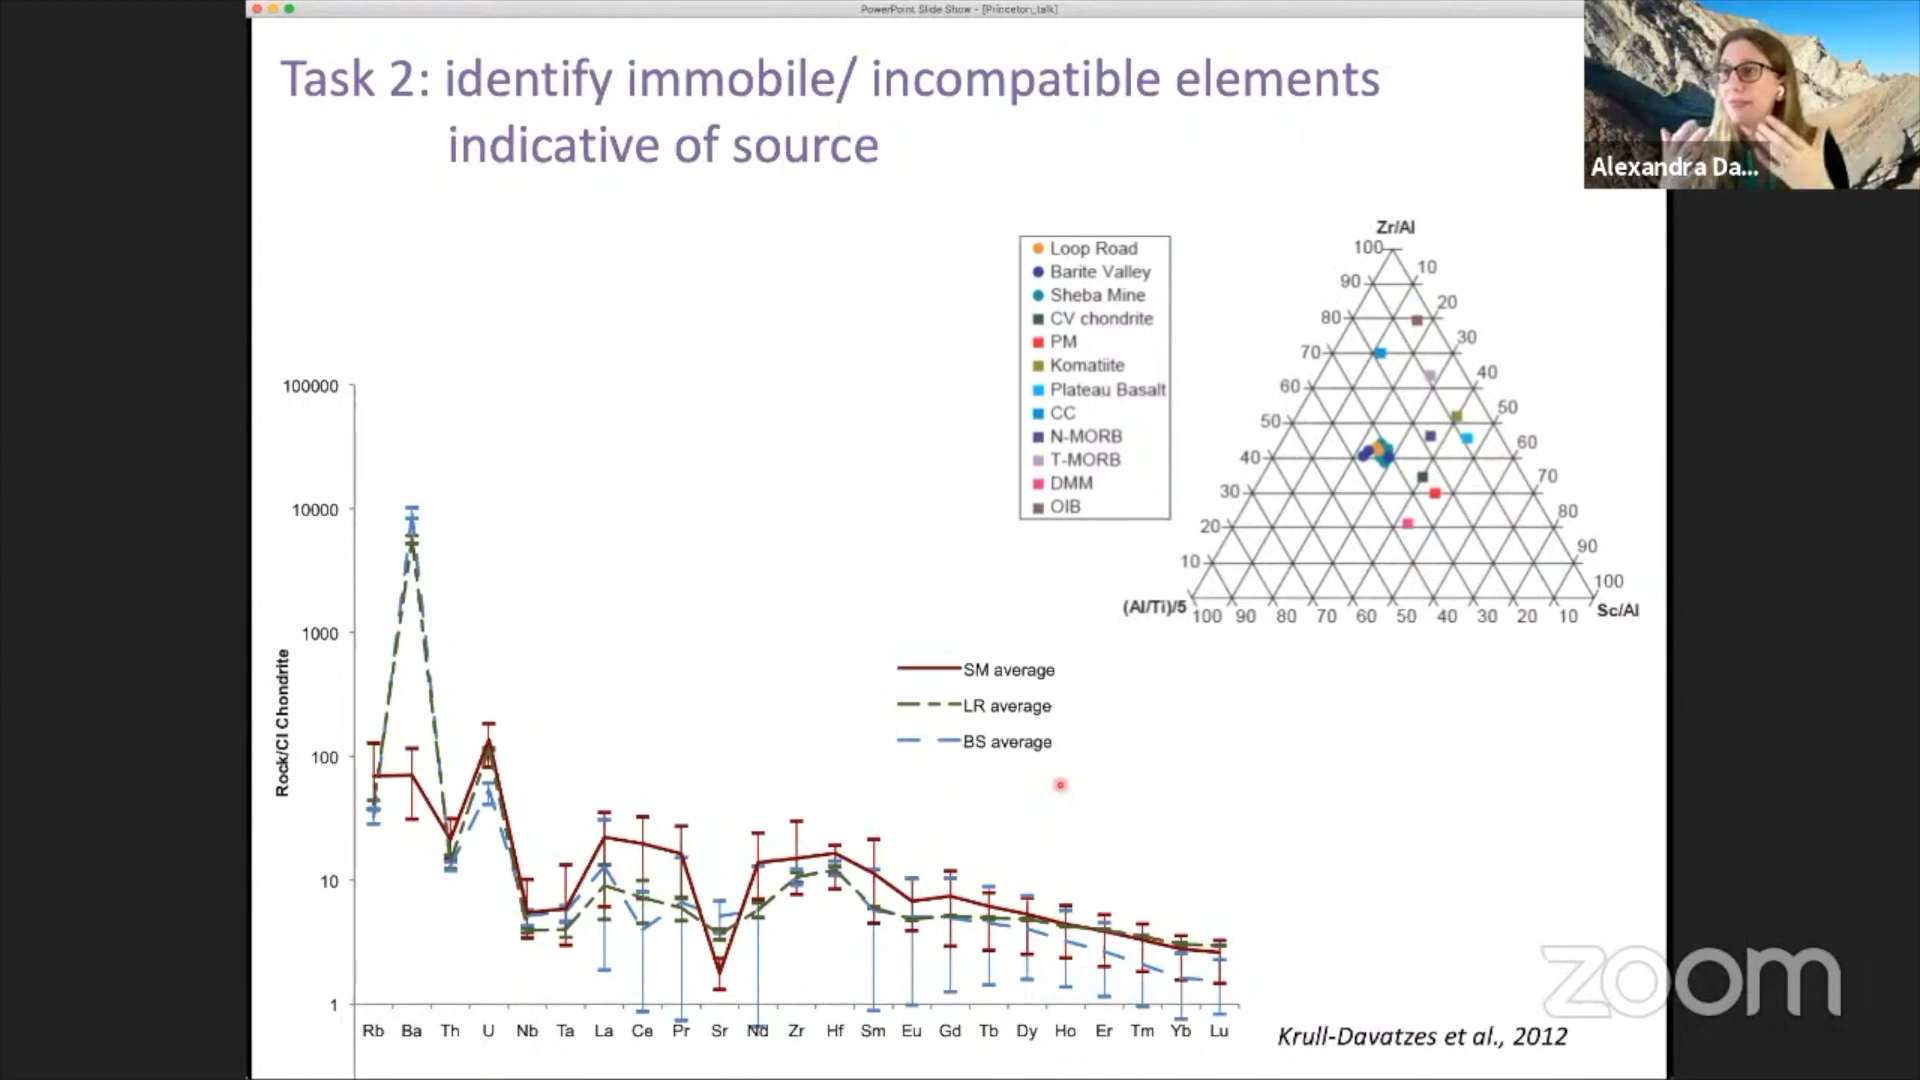 PowerPoint Slide Show - [Princeton_talk]
Task 2: identify immobile/ incompatible elements
indicative of source
Alexandra Da...
Loop Road
Barite Valley
Sheba Mine
CV chondrite
PM
Komatiite
Plateau Basalt
CC
N-MORB
T-MORB
DMM
OIB
Zr/Al
100
90
80
70
60
50
40
30
20
10
10
20
30
40
50
60
70
80
90
100
(Al/Ti)/5
100 90 80 70 60 50 40 30 20 10
Sc/Al
Rock/CI Chondrite
100000
10000
1000
100
10
1
SM average
LR average
BS average
Rb Ba Th U Nb Ta La Ce Pr Sr Nd Zr Hf Sm Eu Gd Tb Dy Ho Er Tm Yb Lu
Krull-Davatzes et al., 2012
zoom